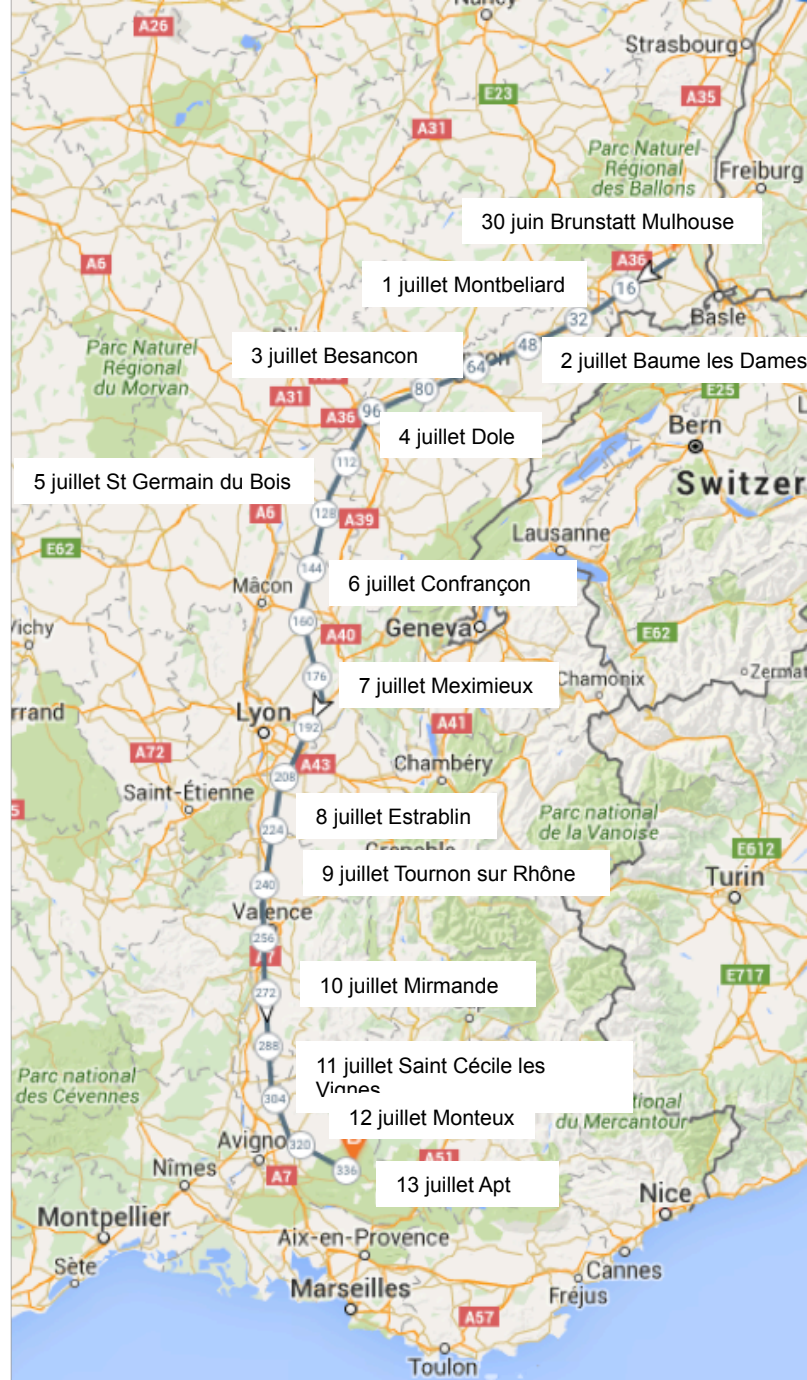 Nancy
A26
Strasbourg
E23
A35
A31
Parc Naturel
Régional
des Ballons
Freiburg
30 juin Brunstatt Mulhouse
A6
A36
1 juillet Montbeliard
16
Basle
32
Parc Naturel
Régional
du Morvan
3 juillet Besancon
48
64
2 juillet Baume les Dames
80
A31
E25
A36
96
4 juillet Dole
Bern
112
5 juillet St Germain du Bois
Switzer
A6
128
A39
E62
Lausanne
144
Mâcon
6 juillet Confrançon
160
Vichy
A40
Geneva
E62
176
7 juillet Meximieux
Chamonix
Zermat
rrand
Lyon
192
A41
A72
A43
Chambéry
Saint-Étienne
208
5
8 juillet Estrablin
Parc national
de la Vanoise
224
Grenoble
E612
9 juillet Tournon sur Rhône
Turin
240
Valence
256
A7
E717
10 juillet Mirmande
272
288
11 juillet Saint Cécile les
Vignes
Parc national
des Cévennes
304
12 juillet Monteux
tional
du Mercantour
Avigno
320
A51
336
A7
Nîmes
13 juillet Apt
Nice
Montpellier
Aix-en-Provence
Sète
Cannes
Marseilles
Fréjus
A57
Toulon